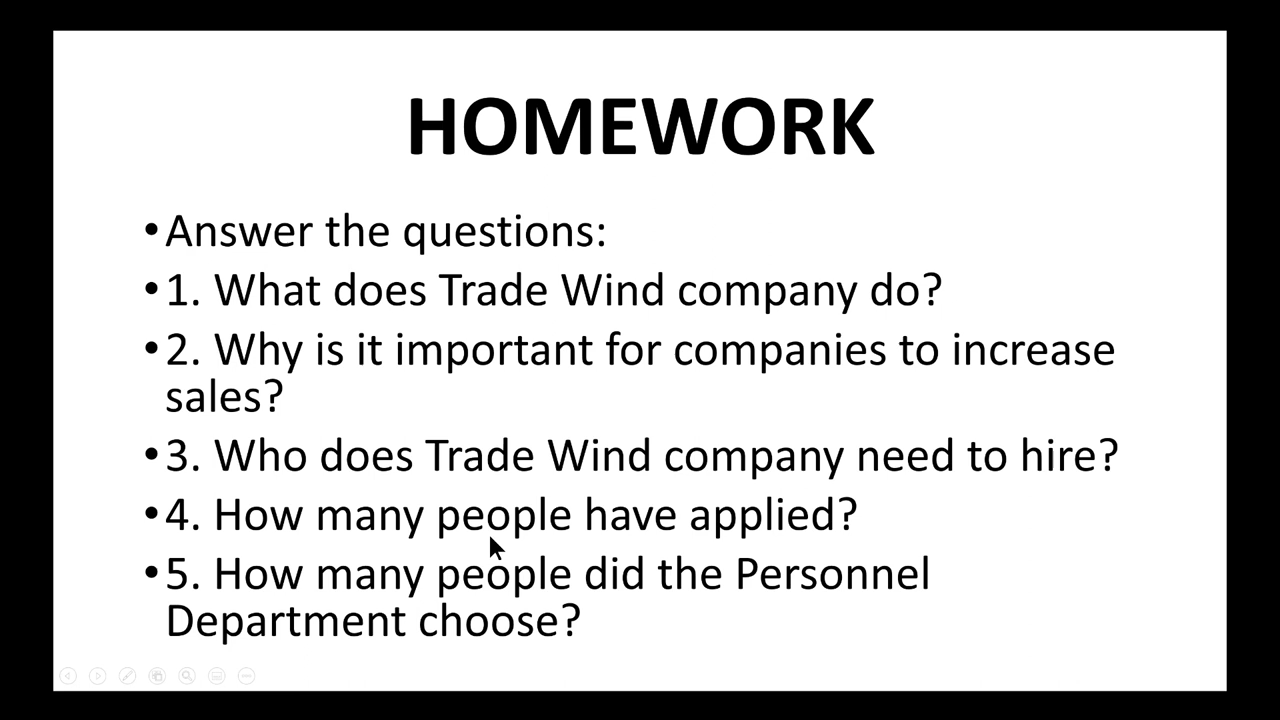 HOMEWORK
•Answer the questions:
•1. What does Trade Wind company do?
•2. Why is it important for companies to increase
sales?
•3. Who does Trade Wind company need to hire?
•4. How many people have applied?
•5. How many people did the Personnel
Department choose?